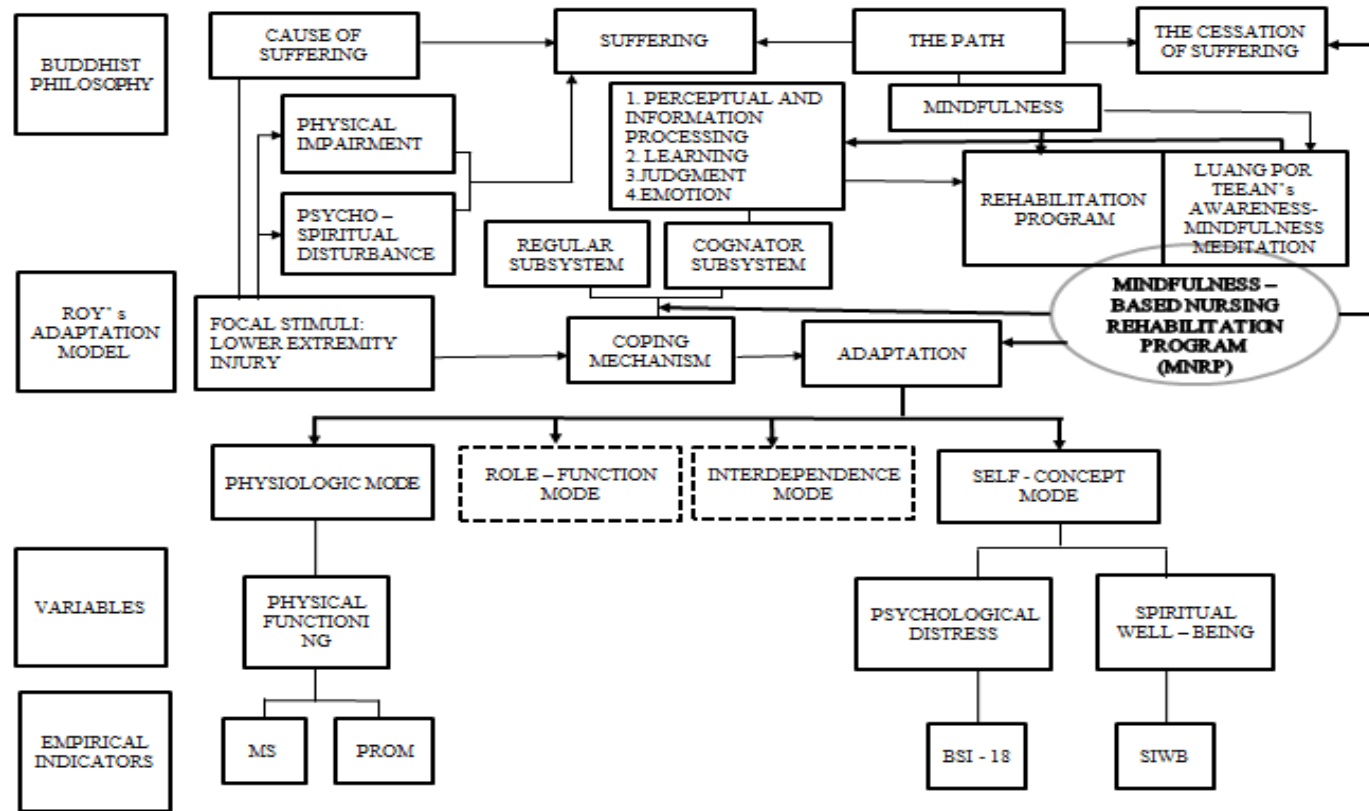 CAUSE OF
SUFFERING
SUFFERING
THE PATH
THE CESSATION
OF SUFFERING
BUDDHIST
PHILOSOPHY
1. PERCEPTUAL AND
INFORMATION
PROCESSING
2. LEARNING
3.JUDGMENT
4.EMOTION
MINDFULNESS
PHYSICAL
IMPAIRMENT
REHABILITATION
PROGRAM
LUANG POR
TEEAN"s
AWARENESS-
MINDFULNESS
MEDITATION
PSYCHO –
SPIRITUAL
DISTURBANCE
REGULAR
SUBSYSTEM
COGNATOR
SUBSYSTEM
ROY" s
ADAPTATION
MODEL
FOCAL STIMULI:
LOWER EXTREMITY
INJURY
COPING
MECHANISM
ADAPTATION
MINDFULNESS –
BASED NURSING
REHABILITATION
PROGRAM
(MNRP)
PHYSIOLOGIC MODE
ROLE – FUNCTION
MODE
INTERDEPENDENCE
MODE
SELF - CONCEPT
MODE
VARIABLES
PHYSICAL
FUNCTIONI
NG
PSYCHOLOGICAL
DISTRESS
SPIRITUAL
WELL – BEING
EMPIRICAL
INDICATORS
MS
PROM
BSI - 18
SIWB